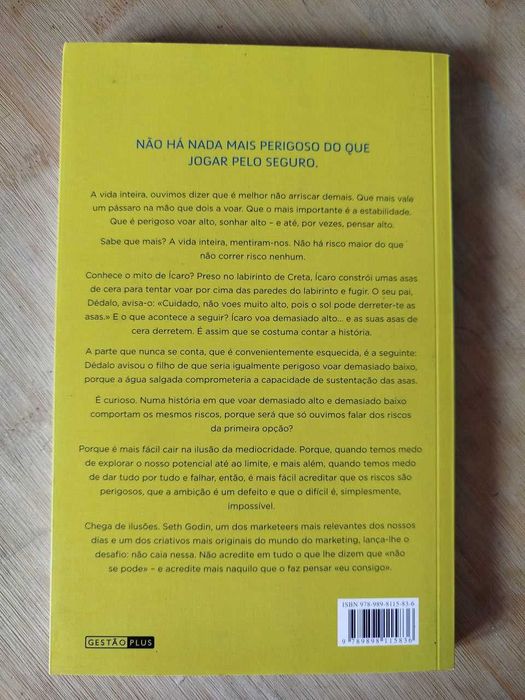 NÃO HÁ NADA MAIS PERIGOSO DO QUE
JOGAR PELO SEGURO.
A vida inteira, ouvimos dizer que é melhor não arriscar demais. Que mais vale
um pássaro na mão que dois a voar. Que o mais importante é a estabilidade.
Que é perigoso voar alto, sonhar alto – e até, por vezes, pensar alto.
Sabe que mais? A vida inteira, mentiram-nos. Não há risco maior do que
não correr risco nenhum.
Conhece o mito de Ícaro? Preso no labirinto de Creta, Ícaro constrói umas asas
de cera para tentar voar por cima das paredes do labirinto e fugir. O seu pai,
Dédalo, avisa-o: «Cuidado, não voes muito alto, pois o sol pode derreter-te as
asas.» E o que acontece a seguir? Ícaro voa demasiado alto... e as suas asas de
cera derretem. É assim que se costuma contar a história.
A parte que nunca se conta, que é convenientemente esquecida, é a seguinte:
Dédalo avisou o filho de que seria igualmente perigoso voar demasiado baixo,
porque a água salgada comprometeria a capacidade de sustentação das asas.
É curioso. Numa história em que voar demasiado alto e demasiado baixo
comportam os mesmos riscos, porque será que só ouvimos falar dos riscos
da primeira opção?
Porque é mais fácil cair na ilusão da mediocridade. Porque, quando temos medo
de explorar o nosso potencial até ao limite, e mais além, quando temos medo
de dar tudo por tudo e falhar, então, é mais fácil acreditar que os riscos são
perigosos, que a ambição é um defeito e que o difícil é, simplesmente,
impossível.
Chega de ilusões. Seth Godin, um dos marketeers mais relevantes dos nossos
dias e um dos criativos mais originais do mundo do marketing, lança-lhe o
desafio: não caia nessa. Não acredite em tudo o que lhe dizem que «não
se pode» – e acredite mais naquilo que o faz pensar «eu consigo».
ISBN 978-989-8115-83-6
9 789898 115836
GESTÃO PLUS